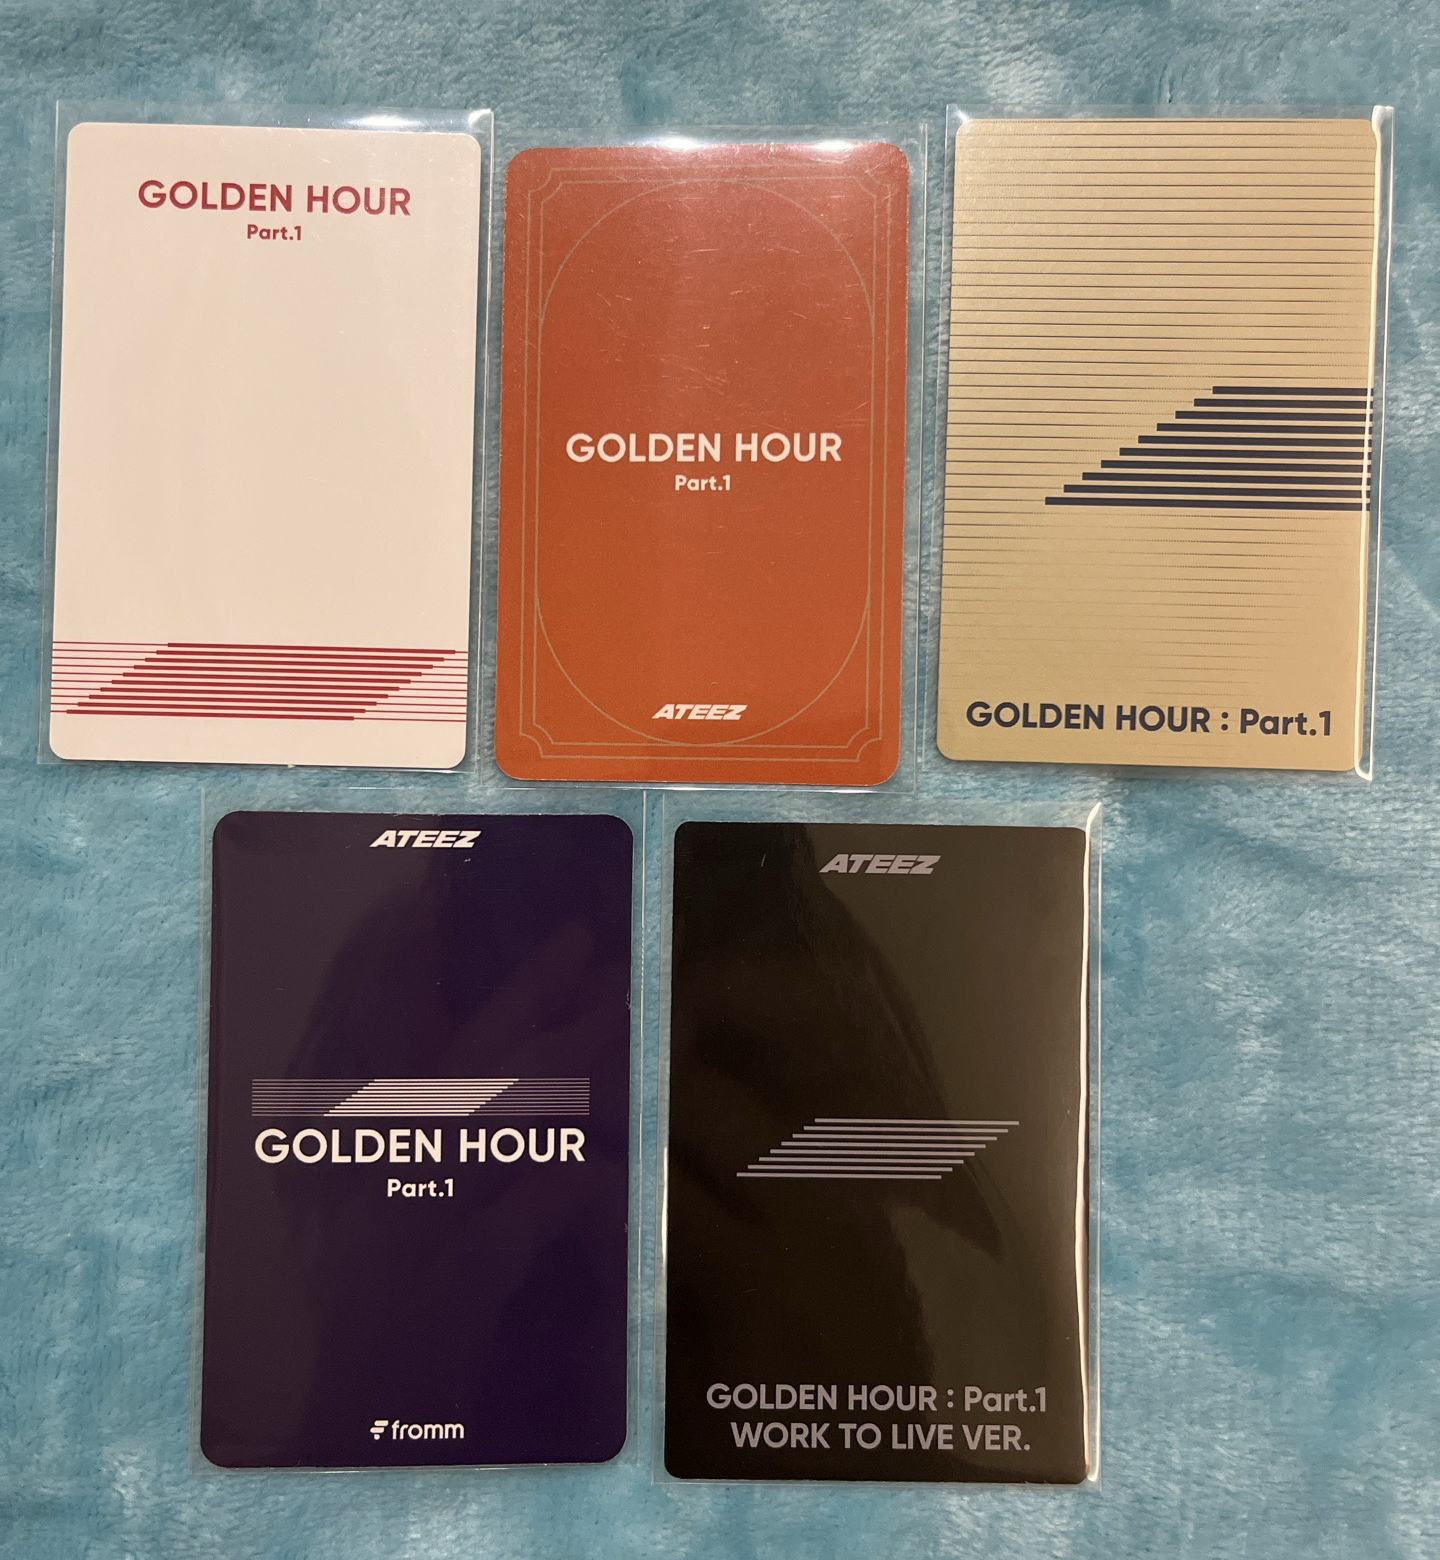 GOLDEN HOUR
Part.1
GOLDEN HOUR
Part.1
ATEEZ
GOLDEN HOUR : Part.1
ATEEZ
GOLDEN HOUR
Part.1
fromm
ATEEZ
GOLDEN HOUR : Part.1
WORK TO LIVE VER.